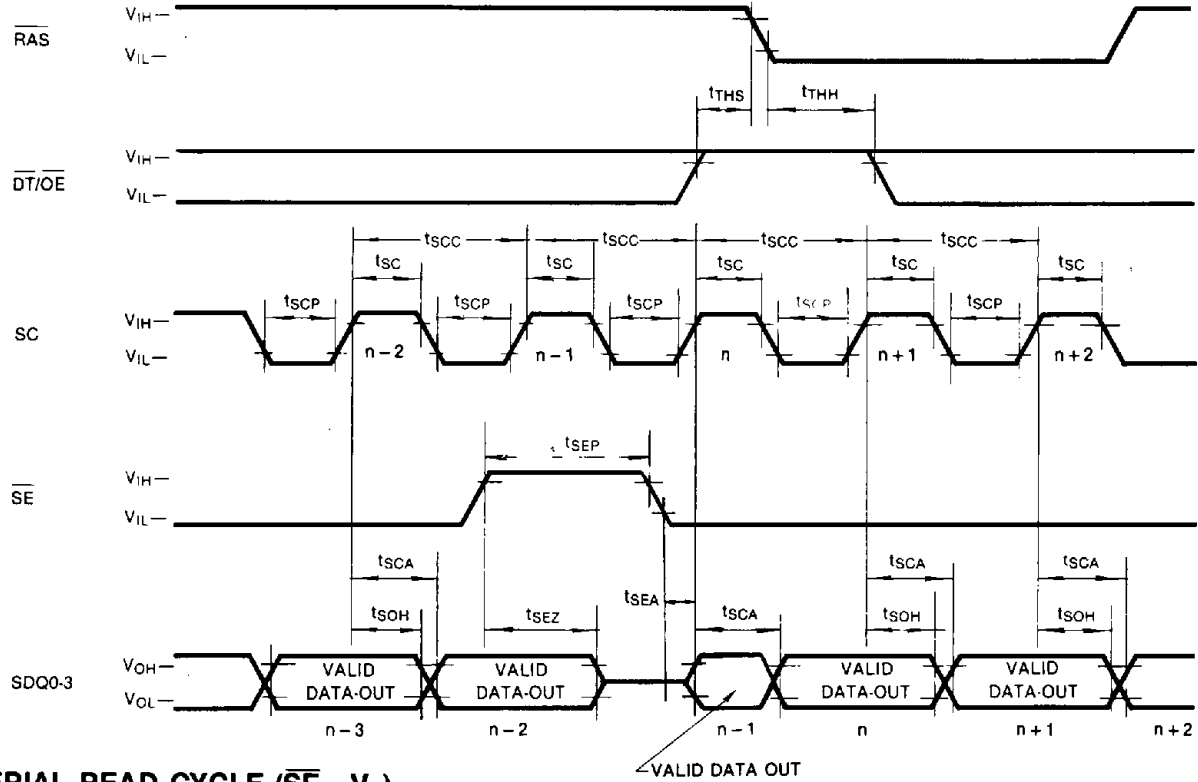 RAS
VIH
VIL
tTHS
tTHH
DT/OE
VIH
VIL
tSCC tSCC tSCC tSCC
tSC tSC tSC tSC tSC
tSCP tSCP tSCP tSCP tSCP
SC
VIH
VIL
n-2 n-1 n n+1 n+2
tSEP
SE
VIH
VIL
tSCA tSEA tSCA tSCA tSCA
tSOH tSEZ tSOH tSOH
SDQ0-3
VOH
VOL
VALID DATA-OUT VALID DATA-OUT VALID DATA-OUT VALID DATA-OUT
n-3 n-2 n-1 n n+1 n+2
VALID DATA OUT
READ CYCLE (SE